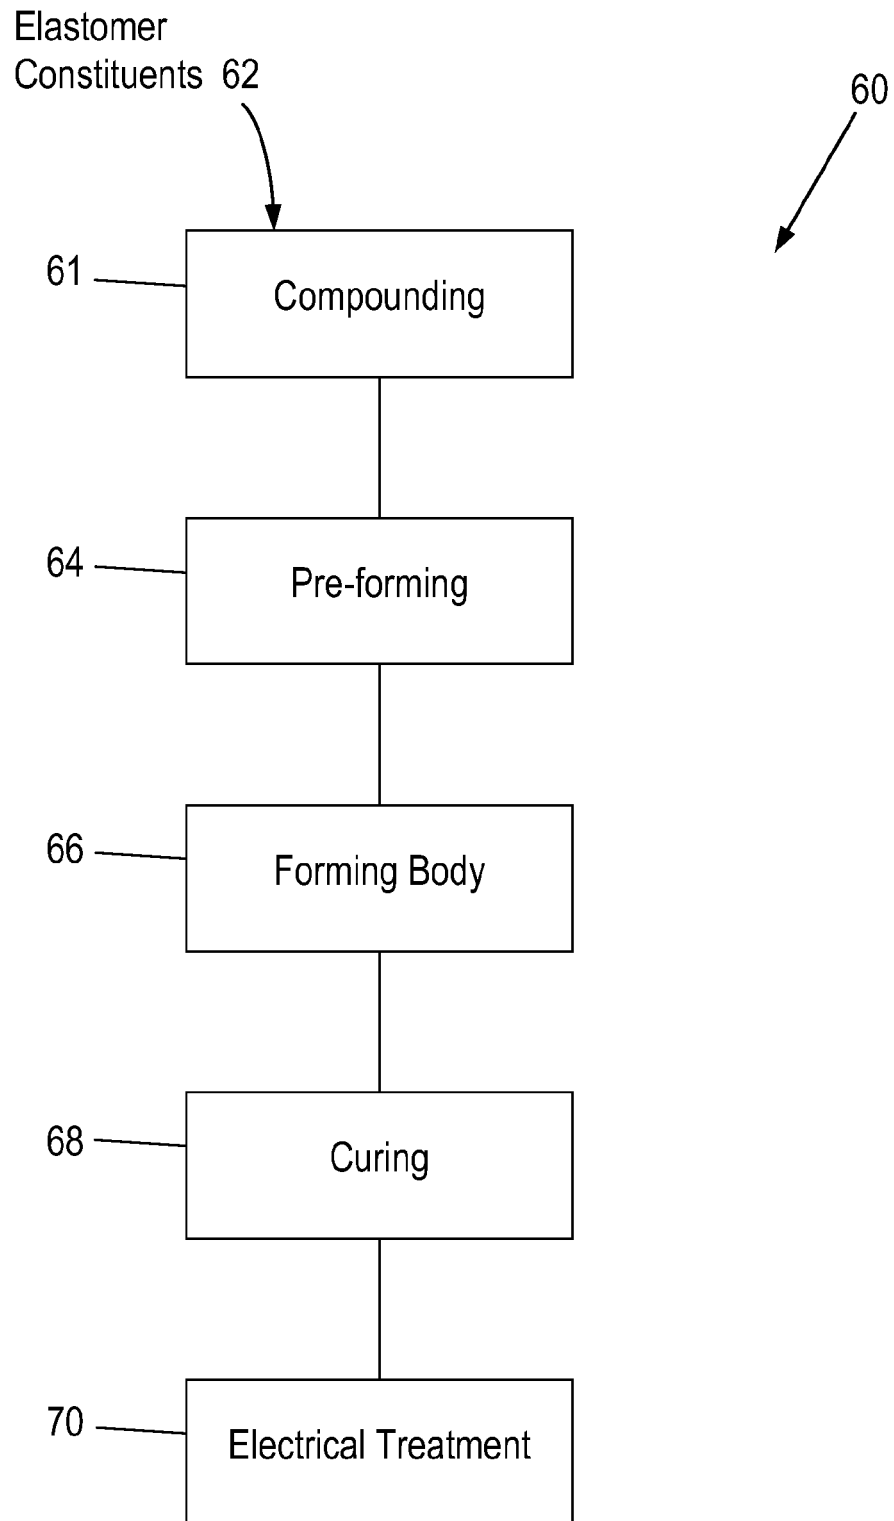 Elastomer
Constituents 62
60
61
Compounding
64
Pre-forming
66
Forming Body
68
Curing
70
Electrical Treatment